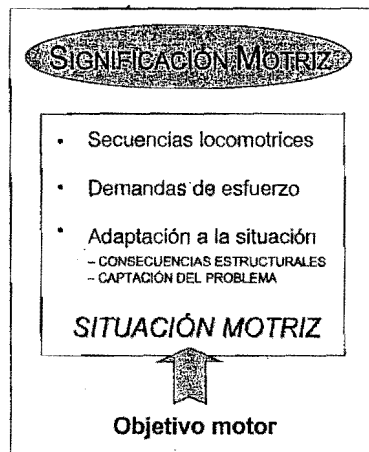 SIGNIFICACIÓN MOTRIZ
• Secuencias locomotrices
• Demandas de esfuerzo
• Adaptación a la situación
– CONSECUENCIAS ESTRUCTURALES
– CAPTACIÓN DEL PROBLEMA
SITUACIÓN MOTRIZ
Objetivo motor